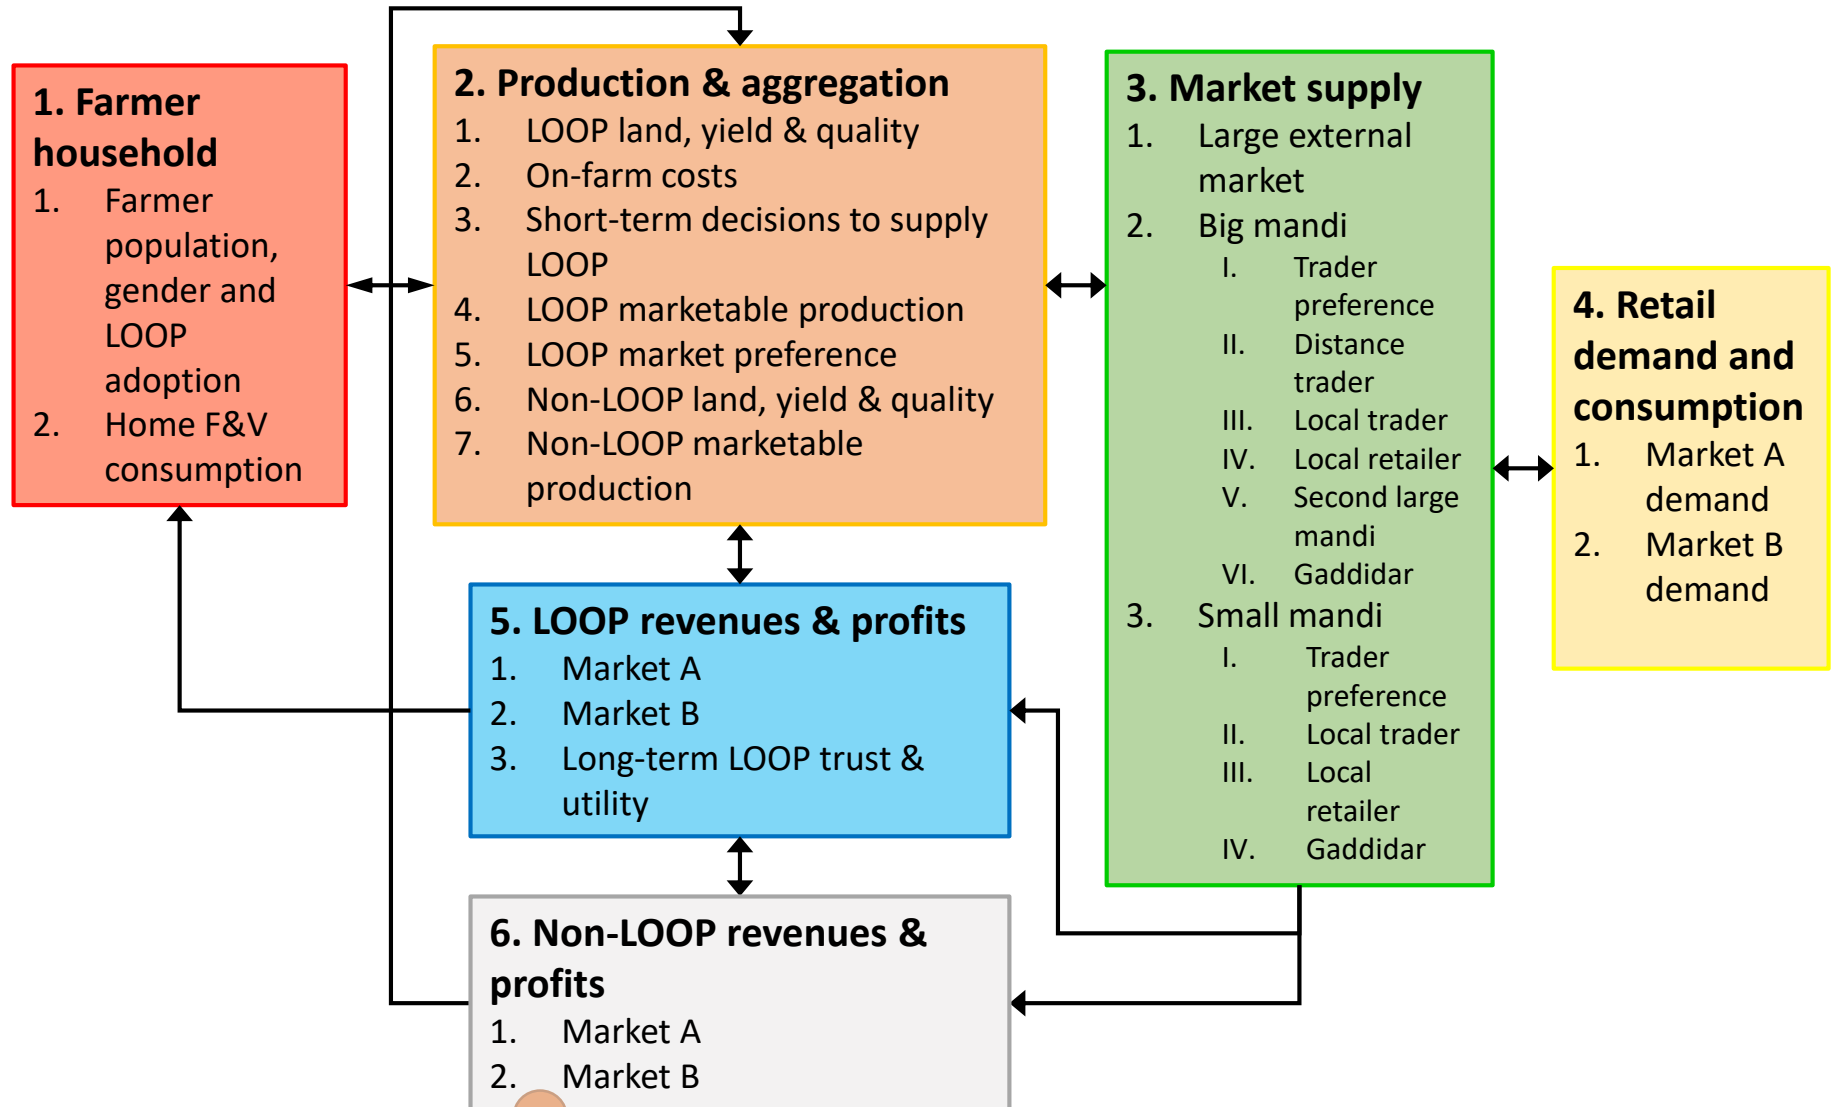 1. Farmer
household
1. Farmer
population,
gender and
LOOP
adoption
2. Home F&V
consumption
2. Production & aggregation
1. LOOP land, yield & quality
2. On-farm costs
3. Short-term decisions to supply
LOOP
4. LOOP marketable production
5. LOOP market preference
6. Non-LOOP land, yield & quality
7. Non-LOOP marketable
production
3. Market supply
1. Large external
market
2. Big mandi
I. Trader
preference
II. Distance
trader
III. Local trader
IV. Local retailer
V. Second large
mandi
VI. Gaddidar
3. Small mandi
I. Trader
preference
II. Local trader
III. Local
retailer
IV. Gaddidar
4. Retail
demand and
consumption
1. Market A
demand
2. Market B
demand
5. LOOP revenues & profits
1. Market A
2. Market B
3. Long-term LOOP trust &
utility
6. Non-LOOP revenues &
profits
1. Market A
2. Market B